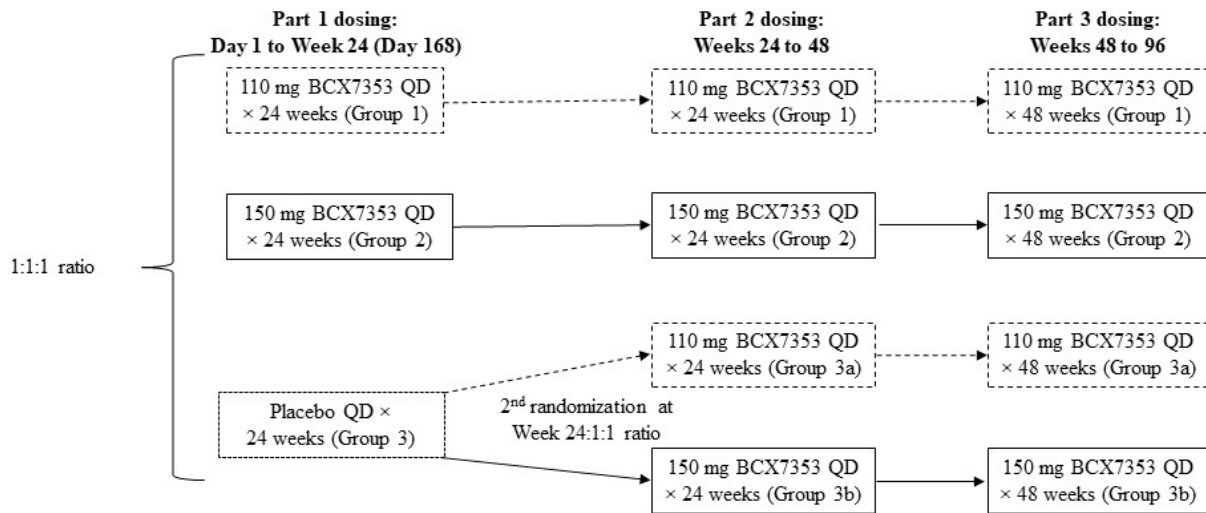 Part 1 dosing:
Day 1 to Week 24 (Day 168)
Part 2 dosing:
Weeks 24 to 48
Part 3 dosing:
Weeks 48 to 96
110 mg BCX7353 QD
× 24 weeks (Group 1)
110 mg BCX7353 QD
× 24 weeks (Group 1)
110 mg BCX7353 QD
× 48 weeks (Group 1)
150 mg BCX7353 QD
× 24 weeks (Group 2)
150 mg BCX7353 QD
× 24 weeks (Group 2)
150 mg BCX7353 QD
× 48 weeks (Group 2)
1:1:1 ratio
110 mg BCX7353 QD
× 24 weeks (Group 3a)
110 mg BCX7353 QD
× 48 weeks (Group 3a)
Placebo QD ×
24 weeks (Group 3)
2nd randomization at
Week 24:1:1 ratio
150 mg BCX7353 QD
× 24 weeks (Group 3b)
150 mg BCX7353 QD
× 48 weeks (Group 3b)